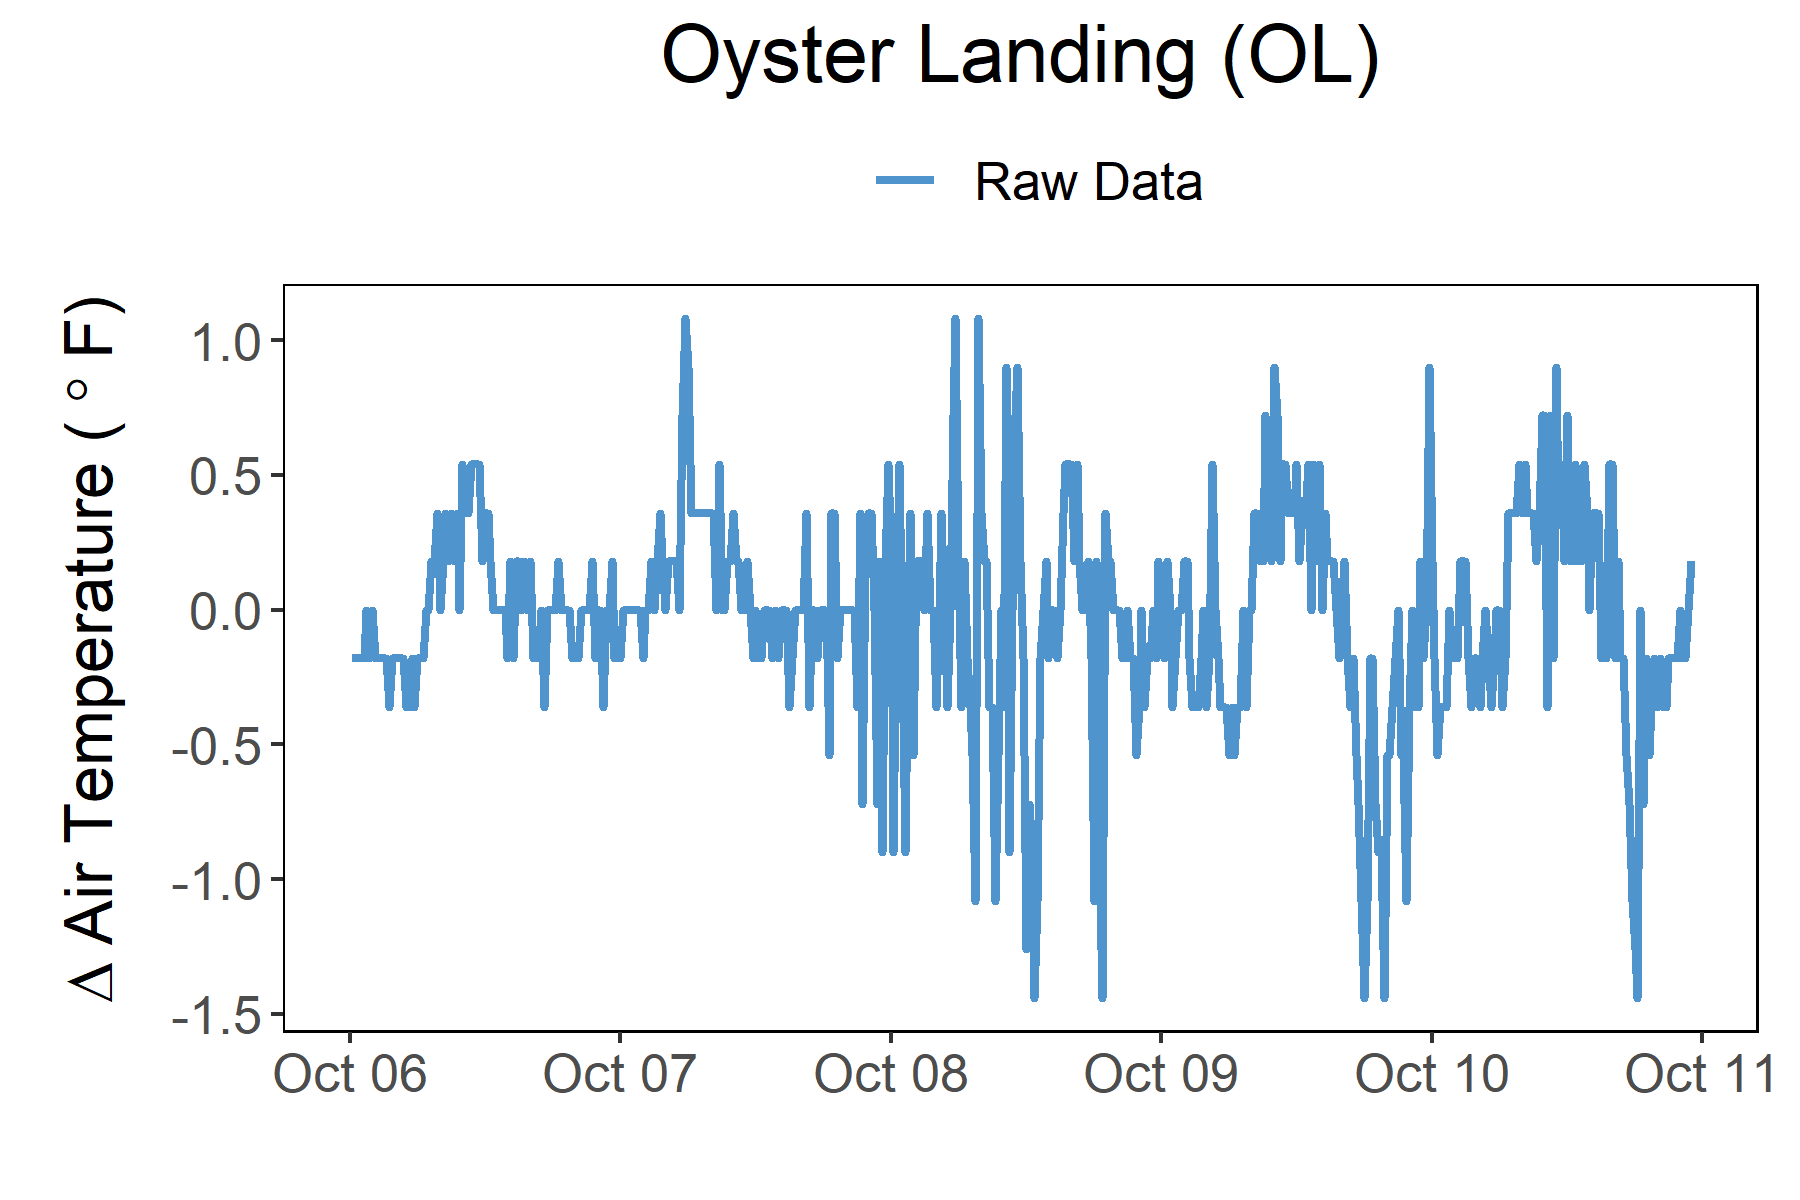 Oyster Landing (OL)
Raw Data
Δ Air Temperature ( ° F)
1.0
0.5
0.0
-0.5
-1.0
-1.5
Oct 06 Oct 07 Oct 08 Oct 09 Oct 10 Oct 11